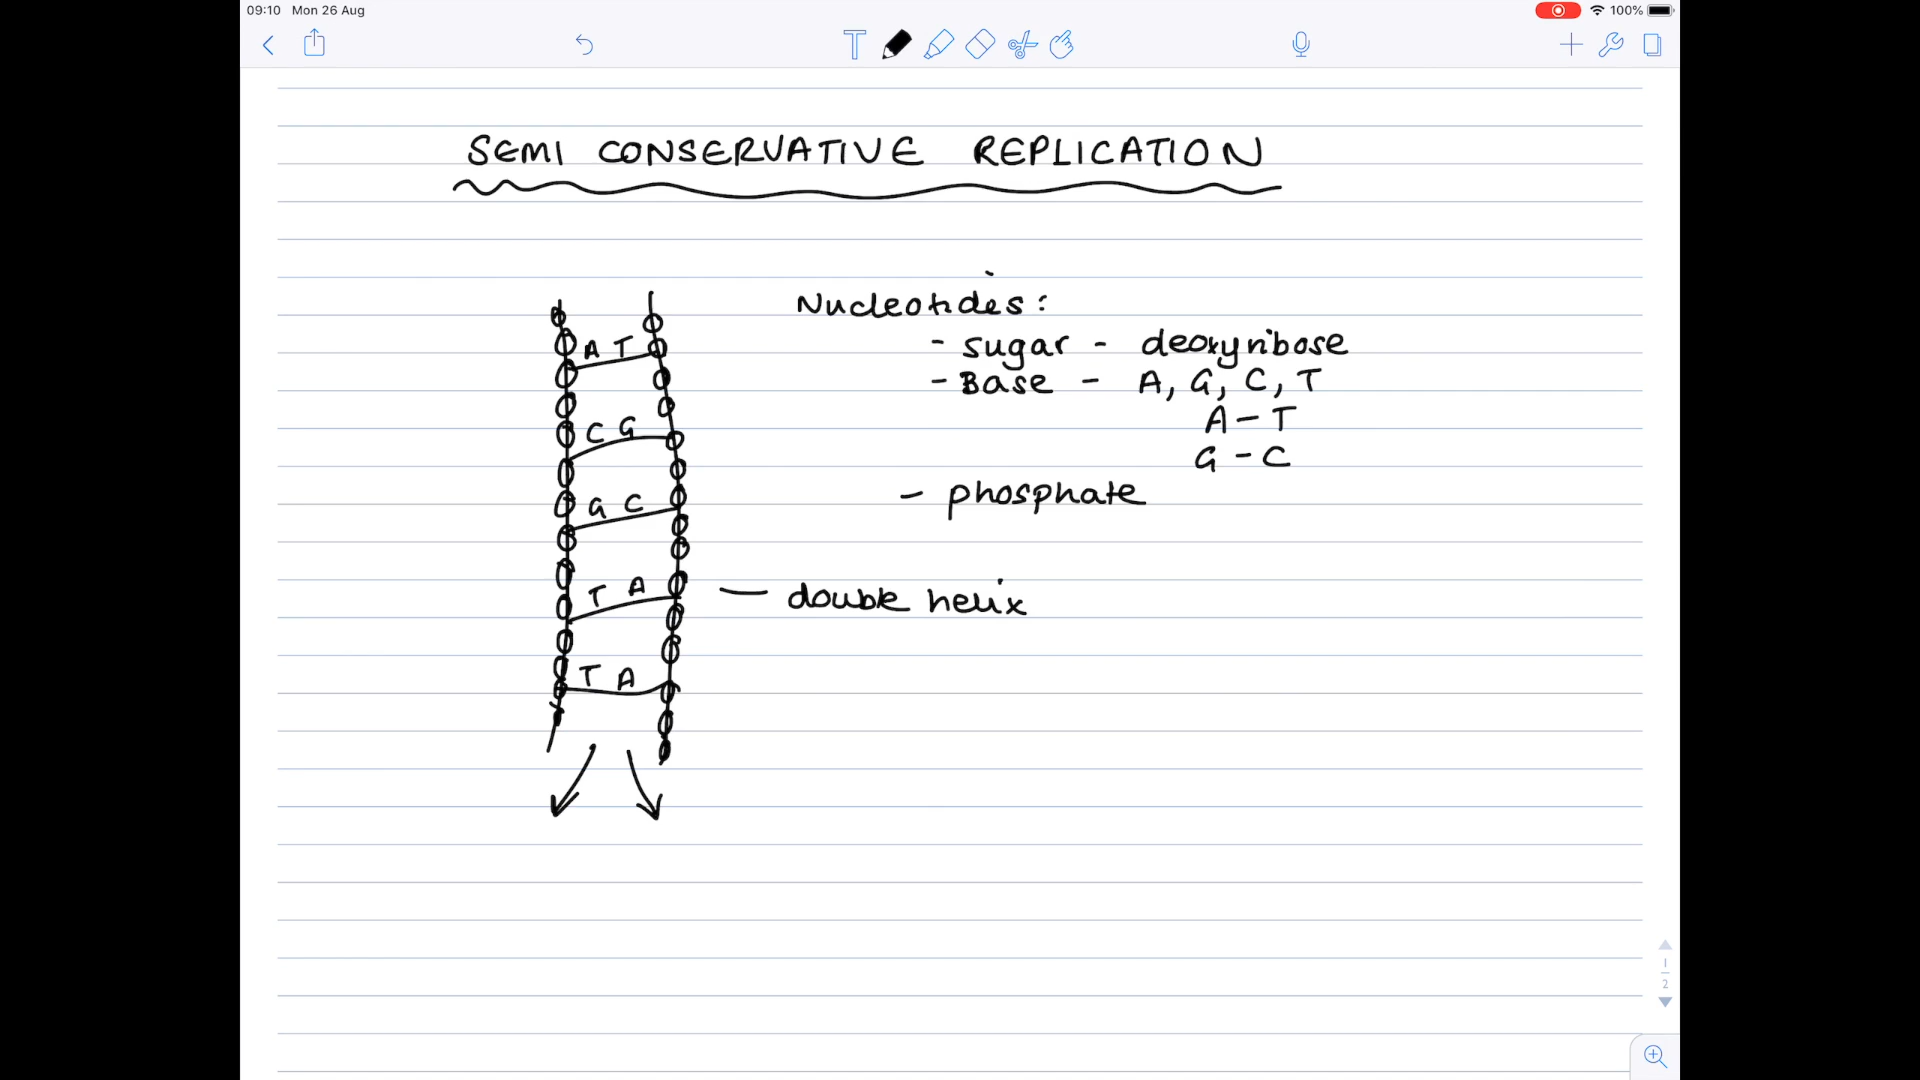 09:10 Mon 26 Aug
100%
T
SEMI CONSERVATIVE REPLICATION
Nucleotides:
- sugar - deoxyribose
- Base - A, G, C, T
A - T
G - C
- phosphate
A T
C G
G C
T A
— double helix
T A
1
2